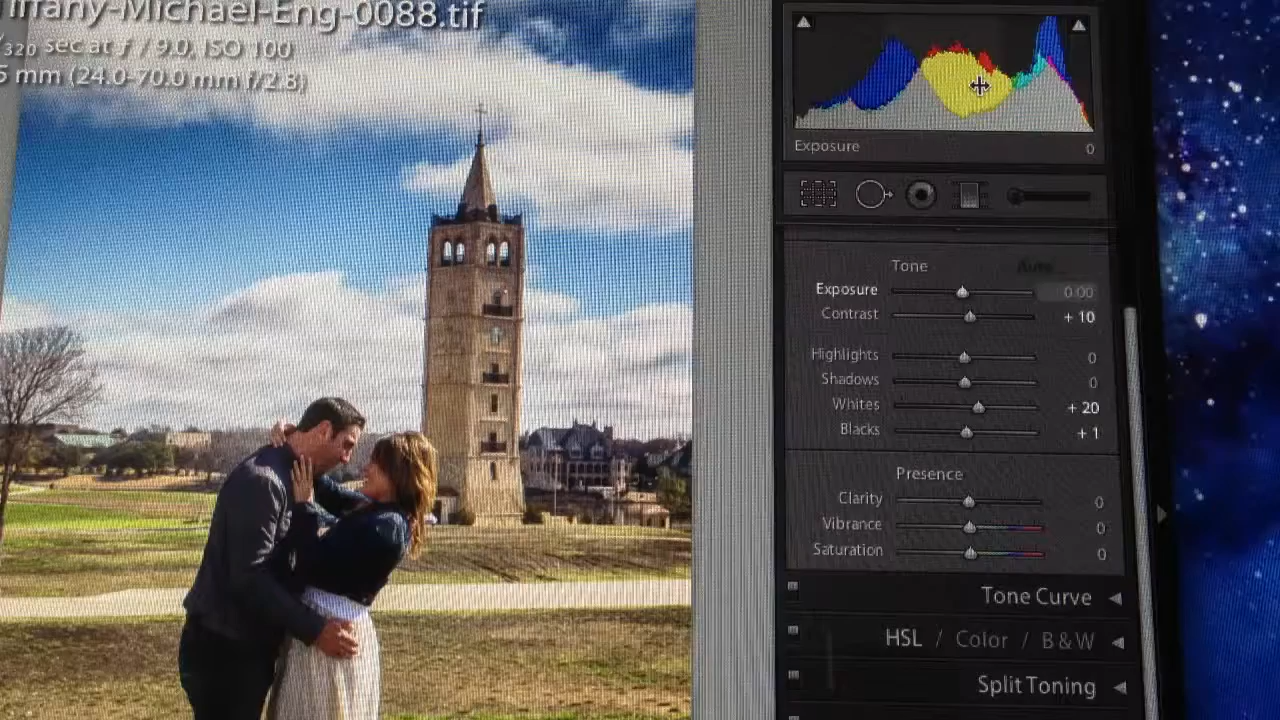 iffany-Michael-Eng-0088.tif
/320 sec at ƒ / 9.0, ISO 100
5 mm (24.0-70.0 mm f/2.8)
Exposure 0
Tone Auto
Exposure 0.00
Contrast + 10
Highlights 0
Shadows 0
Whites + 20
Blacks + 1
Presence
Clarity 0
Vibrance 0
Saturation 0
Tone Curve
HSL / Color / B&W
Split Toning